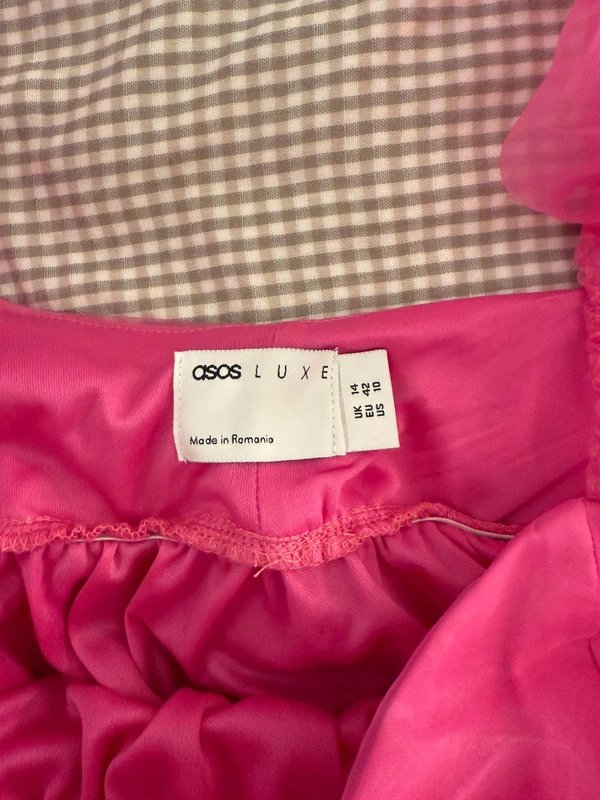 asos LUXE
Made in Romania
UK 14
EU 42
US 10